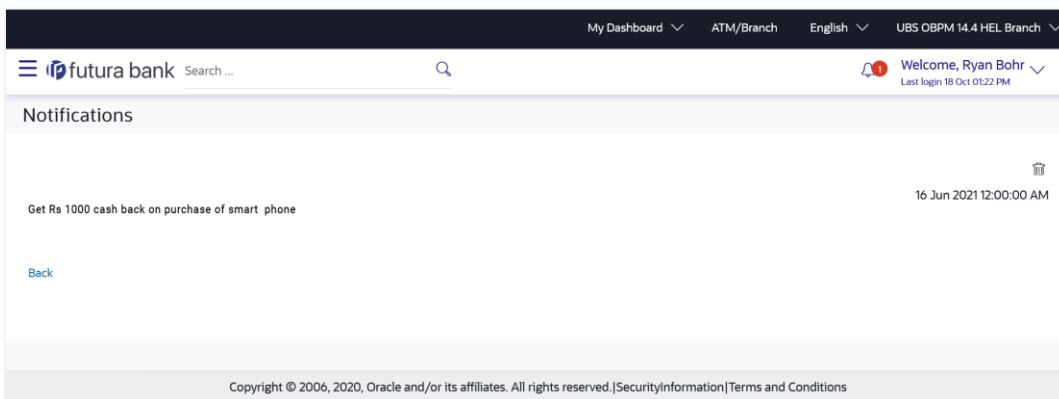 My Dashboard ATM/Branch English UBS OBPM 14.4 HEL Branch
futura bank Search ... 1 Welcome, Ryan Bohr
Last login 18 Oct 01:22 PM
Notifications
16 Jun 2021 12:00:00 AM
Get Rs 1000 cash back on purchase of smart phone
Back
Copyright © 2006, 2020, Oracle and/or its affiliates. All rights reserved.|SecurityInformation|Terms and Conditions